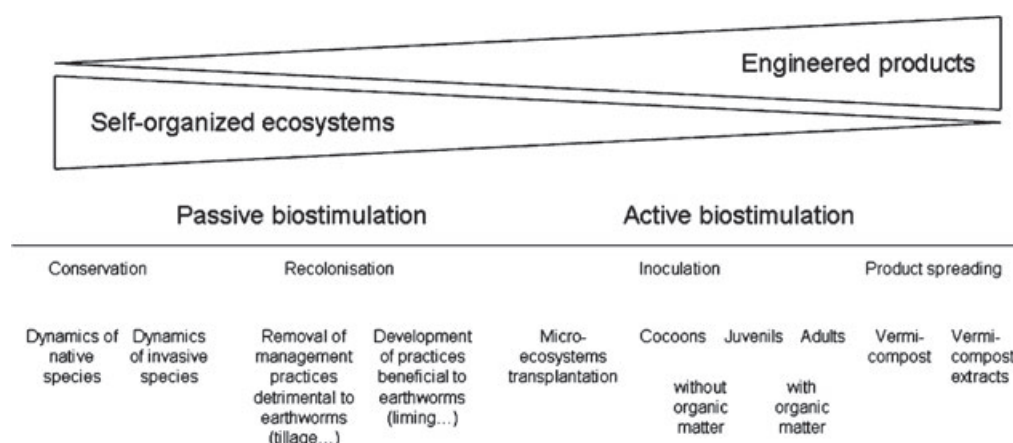 Engineered products
Self-organized ecosystems
Passive biostimulation
Active biostimulation
Conservation
Recolonisation
Inoculation
Product spreading
Dynamics of
native
species
Dynamics
of invasive
species
Removal of
management
practices
detrimental to
earthworms
(tillage...)
Development
of practices
beneficial to
earthworms
(liming...)
Micro-
ecosystems
transplantation
Cocoons
Juvenils
Adults
without
organic
matter
with
organic
matter
Vermi-
compost
Vermi-
compost
extracts